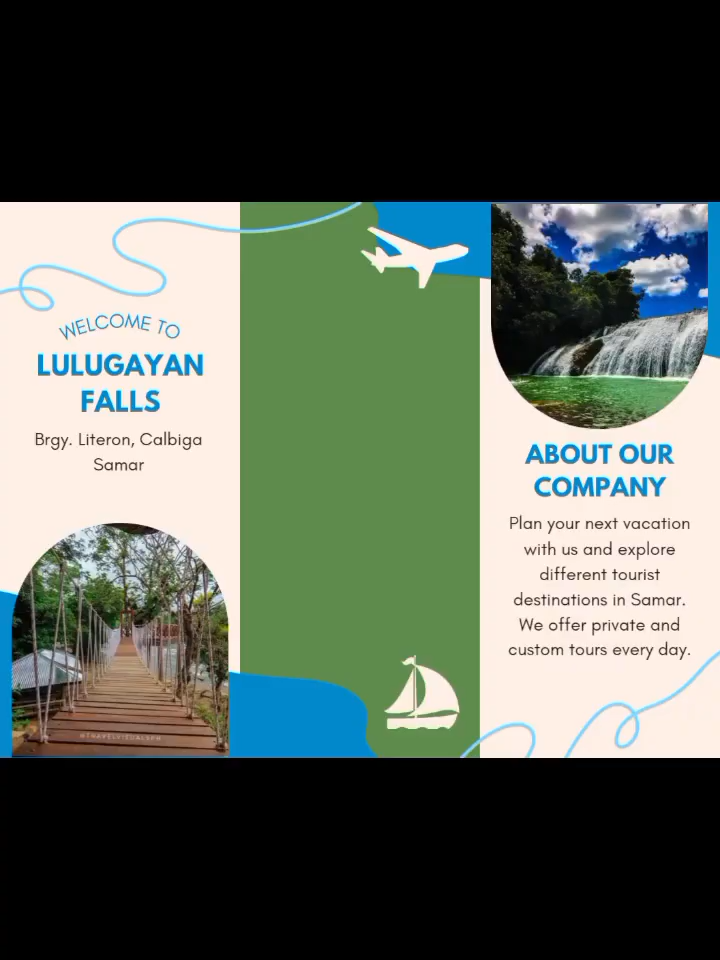 WELCOME TO
LULUGAYAN
FALLS
Brgy. Literon, Calbiga
Samar
#TRAVELVISUALSPH
ABOUT OUR
COMPANY
Plan your next vacation
with us and explore
different tourist
destinations in Samar.
We offer private and
custom tours every day.